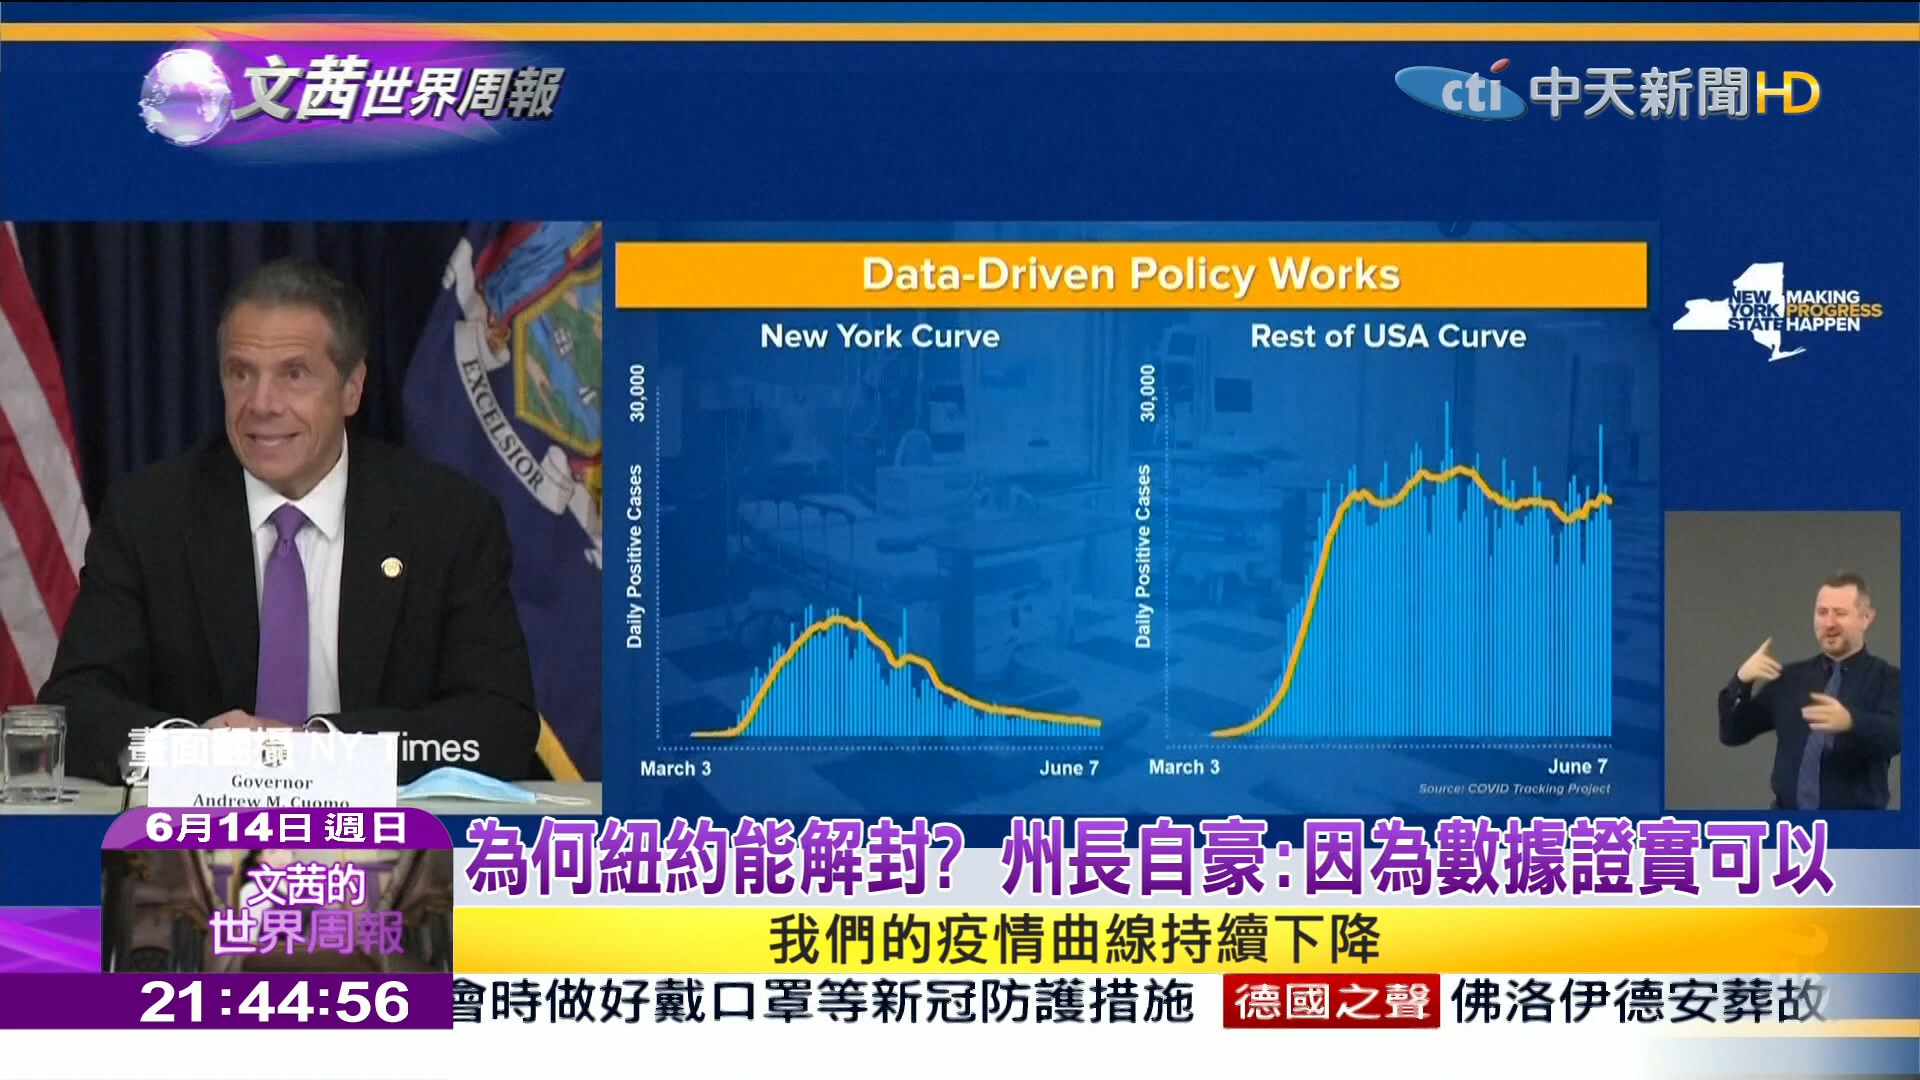 文茜世界周報
cti 中天新聞HD
Data-Driven Policy Works
New York Curve
Rest of USA Curve
30,000
Daily Positive Cases
March 3
June 7
30,000
Daily Positive Cases
March 3
June 7
Source: COVID Tracking Project
NEW YORK STATE
MAKING PROGRESS HAPPEN
EXCELSIOR
畫面翻攝 NY Times
Governor
Andrew M. Cuomo
6月14日 週日
文茜的
世界周報
21:44:56
為何紐約能解封? 州長自豪:因為數據證實可以
我們的疫情曲線持續下降
會時做好戴口罩等新冠防護措施 德國之聲 佛洛伊德安葬故